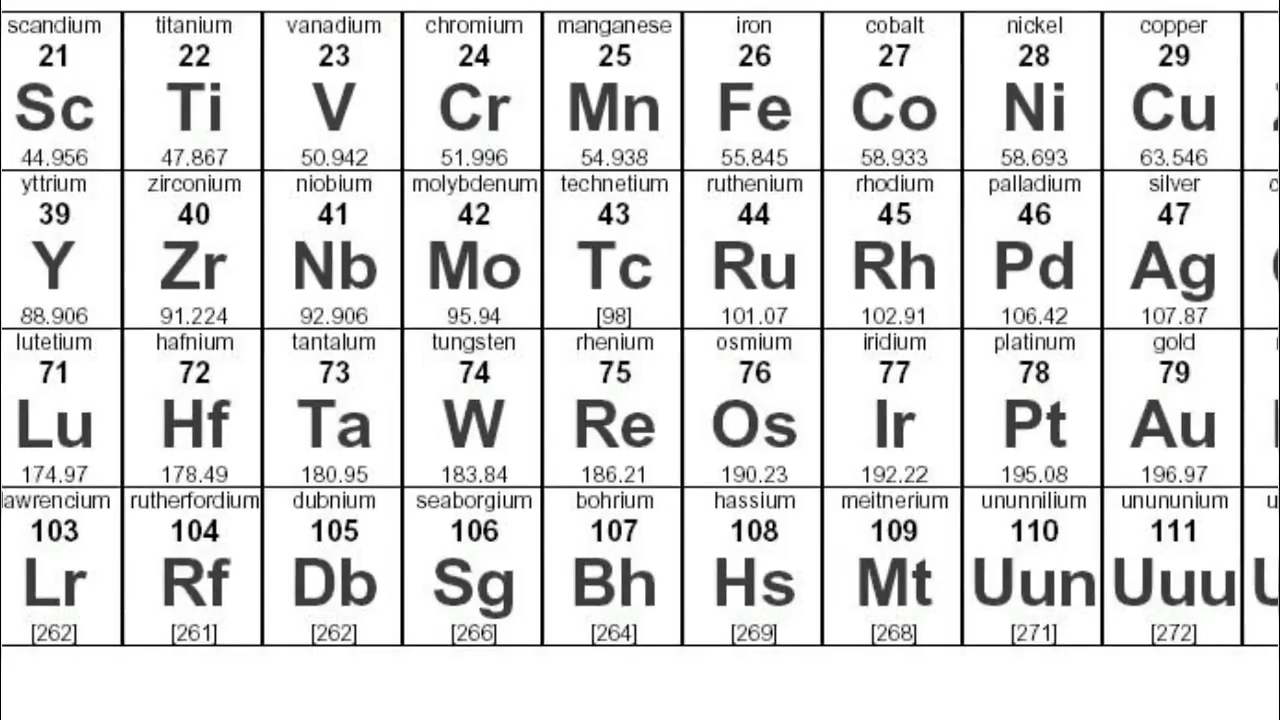 scandium titanium vanadium chromium manganese iron cobalt nickel copper
21 22 23 24 25 26 27 28 29
Sc Ti V Cr Mn Fe Co Ni Cu
44.956 47.867 50.942 51.996 54.938 55.845 58.933 58.693 63.546
yttrium zirconium niobium molybdenum technetium ruthenium rhodium palladium silver
39 40 41 42 43 44 45 46 47
Y Zr Nb Mo Tc Ru Rh Pd Ag
88.906 91.224 92.906 95.94 [98] 101.07 102.91 106.42 107.87
lutetium hafnium tantalum tungsten rhenium osmium iridium platinum gold
71 72 73 74 75 76 77 78 79
Lu Hf Ta W Re Os Ir Pt Au
174.97 178.49 180.95 183.84 186.21 190.23 192.22 195.08 196.97
lawrencium rutherfordium dubnium seaborgium bohrium hassium meitnerium ununnilium unununium
103 104 105 106 107 108 109 110 111
Lr Rf Db Sg Bh Hs Mt Uun Uuu
[262] [261] [262] [266] [264] [269] [268] [271] [272]